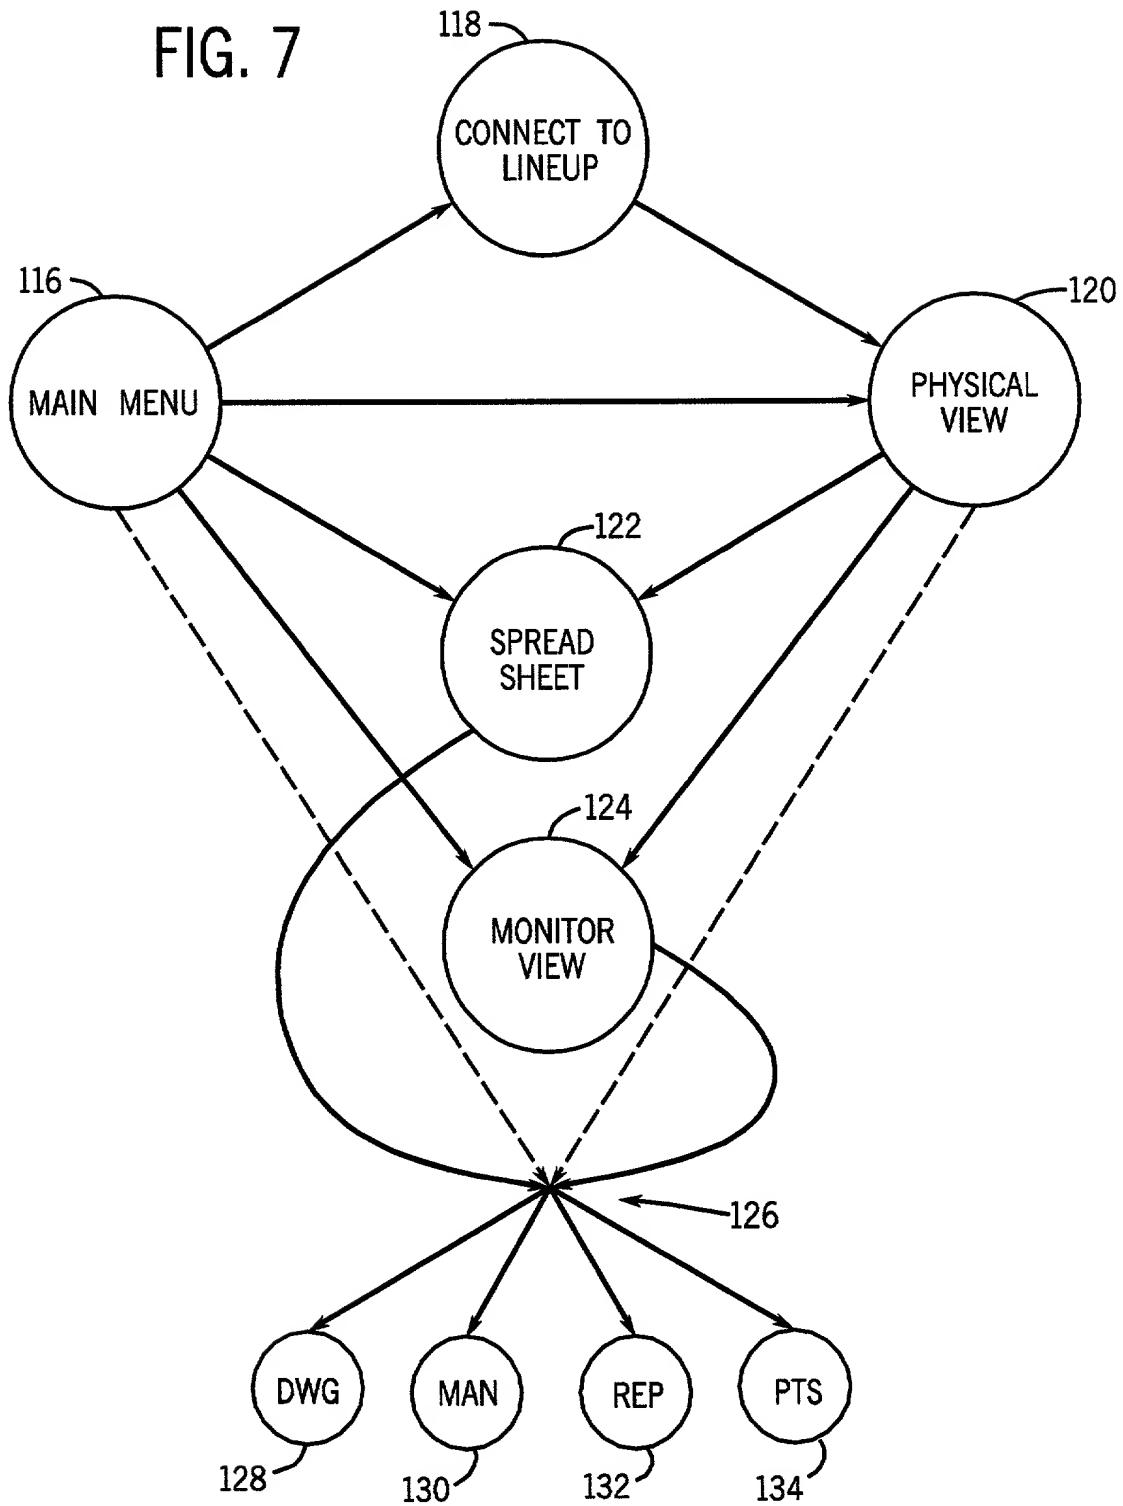 FIG. 7
118
CONNECT TO
LINEUP
116
MAIN MENU
120
PHYSICAL
VIEW
122
SPREAD
SHEET
124
MONITOR
VIEW
126
DWG
MAN
REP
PTS
128
130
132
134